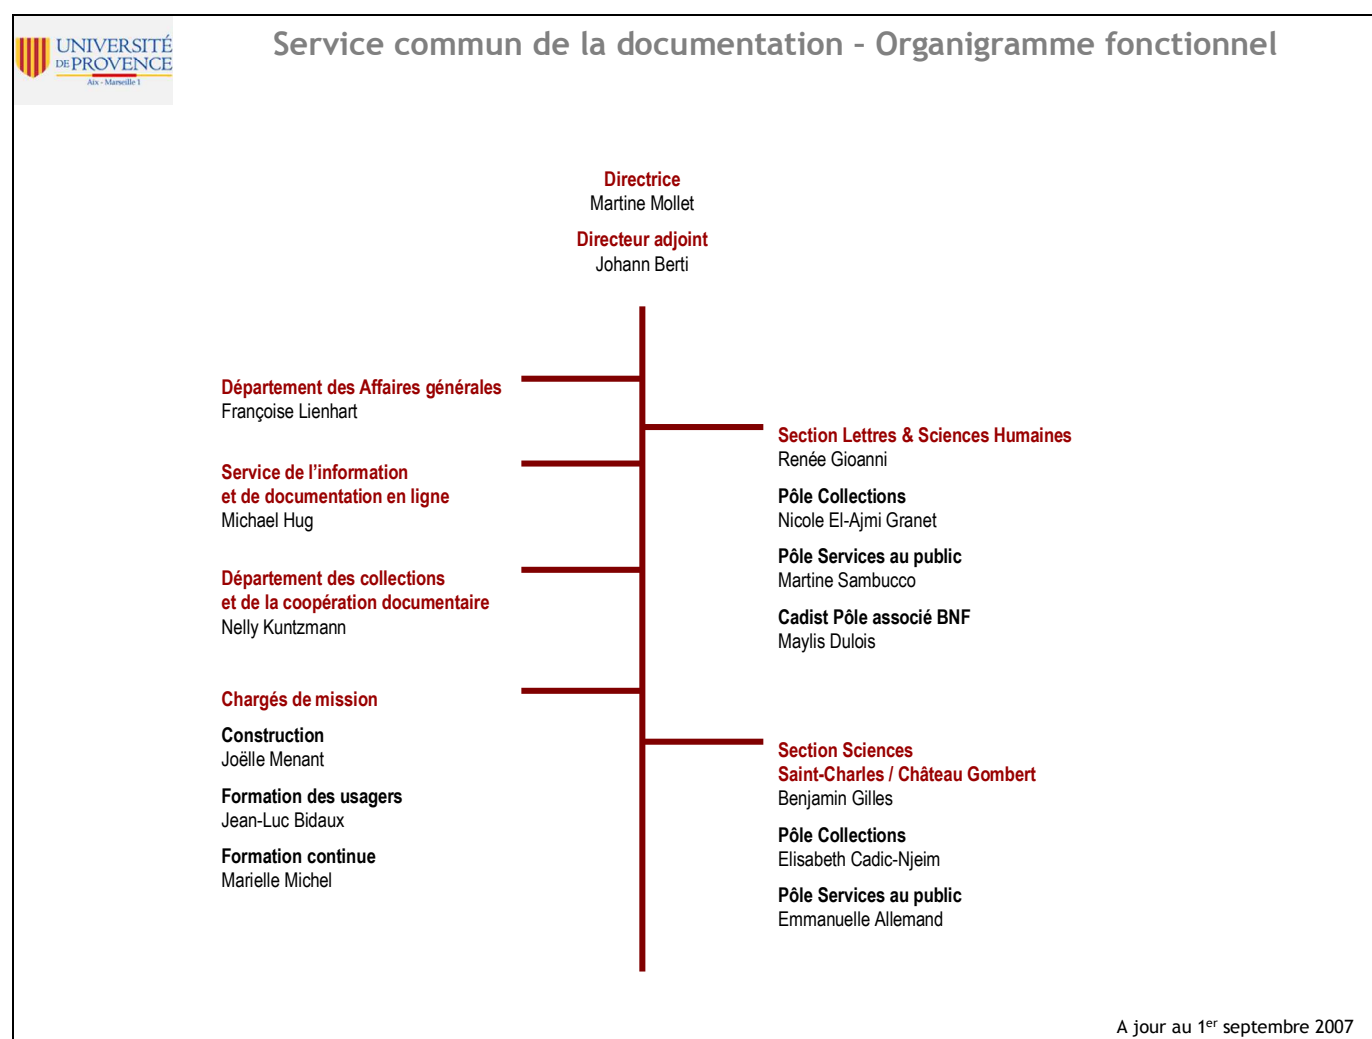 UNIVERSITÉ
DE PROVENCE
Aix - Marseille 1
Service commun de la documentation - Organigramme fonctionnel
Directrice
Martine Mollet
Directeur adjoint
Johann Berti
Département des Affaires générales
Françoise Lienhart
Service de l’information
et de documentation en ligne
Michael Hug
Département des collections
et de la coopération documentaire
Nelly Kuntzmann
Chargés de mission
Construction
Joëlle Menant
Formation des usagers
Jean-Luc Bidaux
Formation continue
Marielle Michel
Section Lettres & Sciences Humaines
Renée Gioanni
Pôle Collections
Nicole El-Ajmi Granet
Pôle Services au public
Martine Sambucco
Cadist Pôle associé BNF
Maylis Dulois
Section Sciences
Saint-Charles / Château Gombert
Benjamin Gilles
Pôle Collections
Elisabeth Cadic-Njeim
Pôle Services au public
Emmanuelle Allemand
A jour au 1er septembre 2007